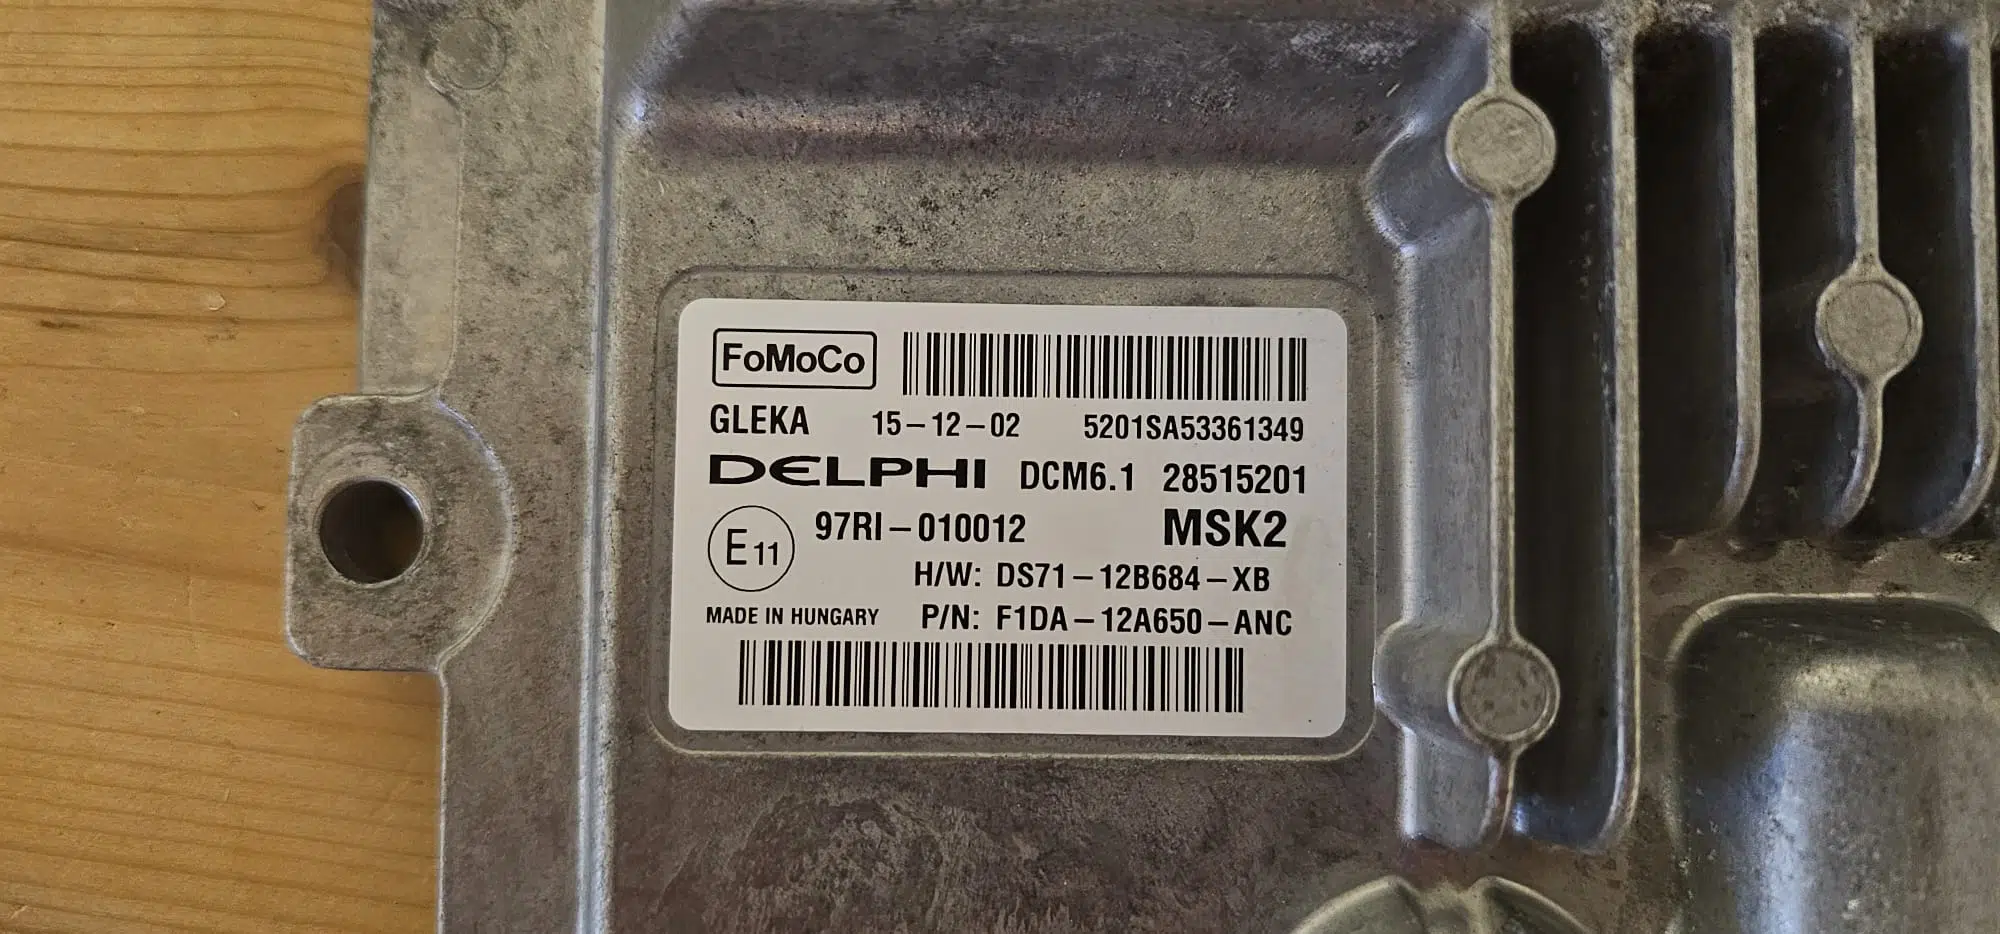 FoMoCo
GLEKA 15-12-02 5201SA53361349
DELPHI DCM6.1 28515201
E11 97RI-010012 MSK2
H/W: DS71-12B684-XB
MADE IN HUNGARY P/N: F1DA-12A650-ANC